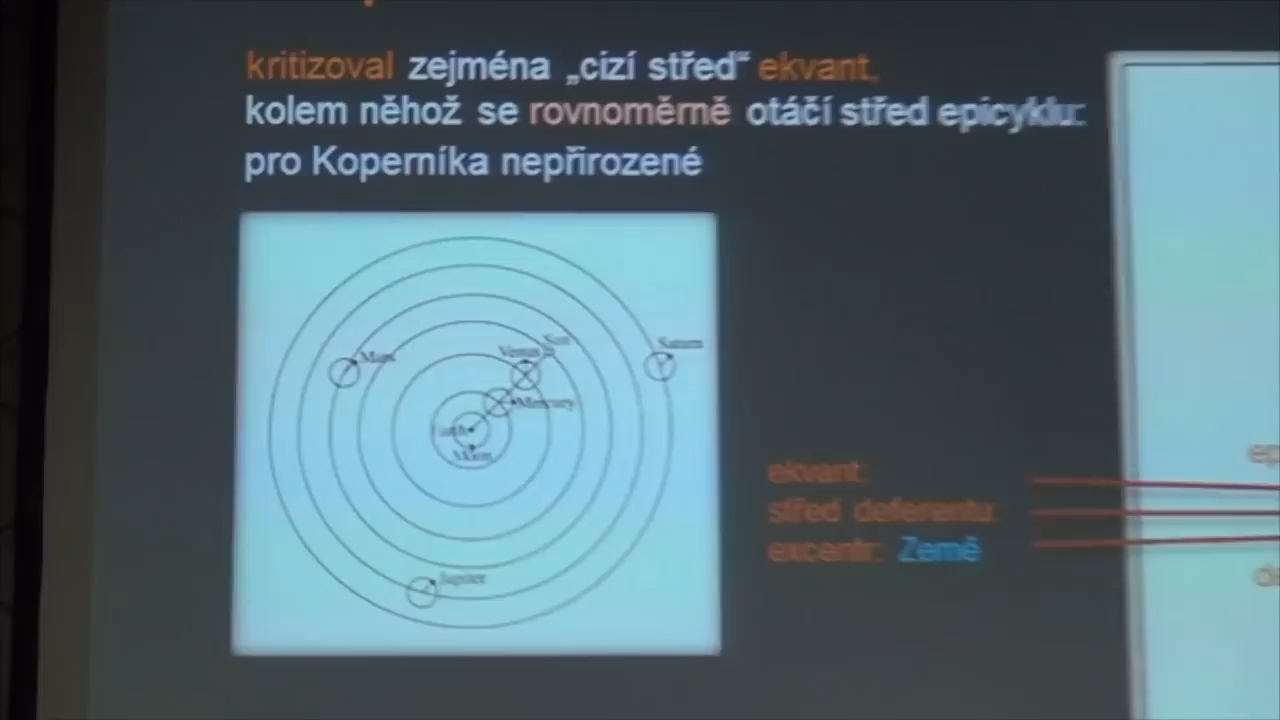 kritizoval zejména „cizí střed“ ekvant,
kolem něhož se rovnoměrně otáčí střed epicyklu:
pro Koperníka nepřirozené
Sun
Mars
Venus
Saturn
Mercury
Earth
Moon
Jupiter
ekvant:
střed deferentu:
excentr: Země